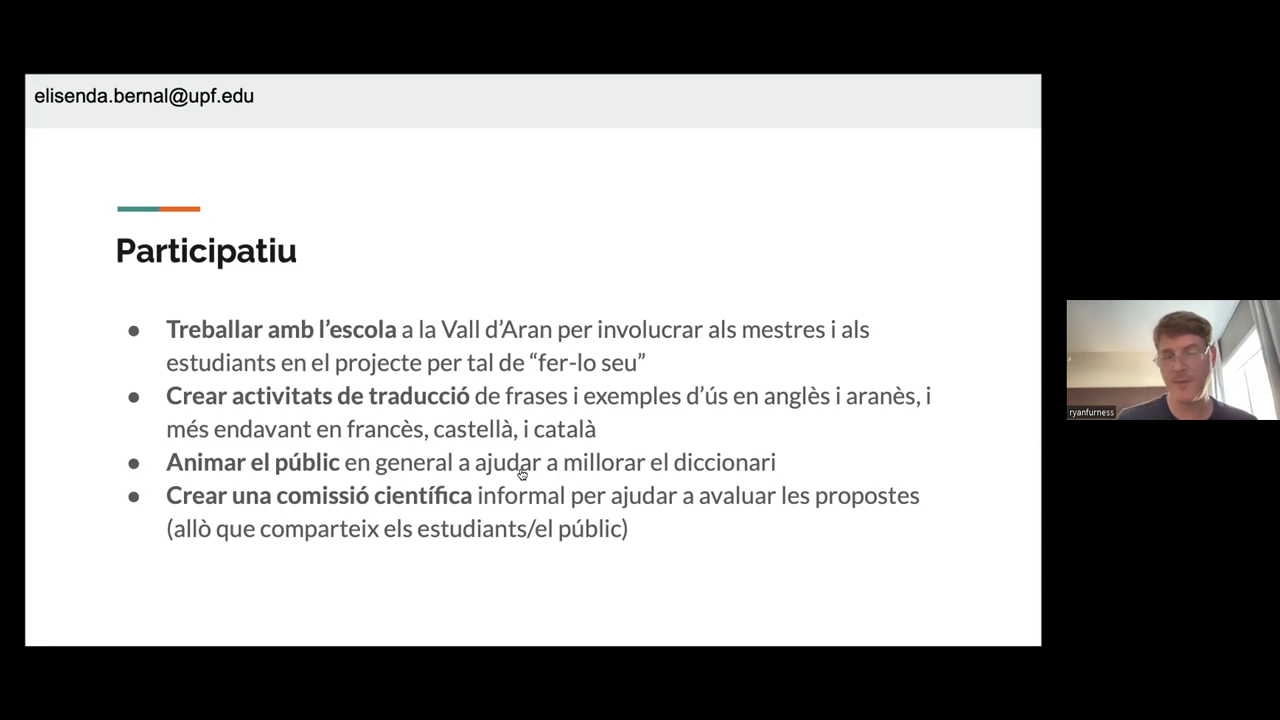 elisenda.bernal@upf.edu
Participatiu
● Treballar amb l’escola a la Vall d’Aran per involucrar als mestres i als
estudiants en el projecte per tal de “fer-lo seu”
● Crear activitats de traducció de frases i exemples d’ús en anglès i aranès, i
més endavant en francès, castellà, i català
● Animar el públic en general a ajudar a millorar el diccionari
● Crear una comissió científica informal per ajudar a avaluar les propostes
(allò que comparteix els estudiants/el públic)
ryanfurness